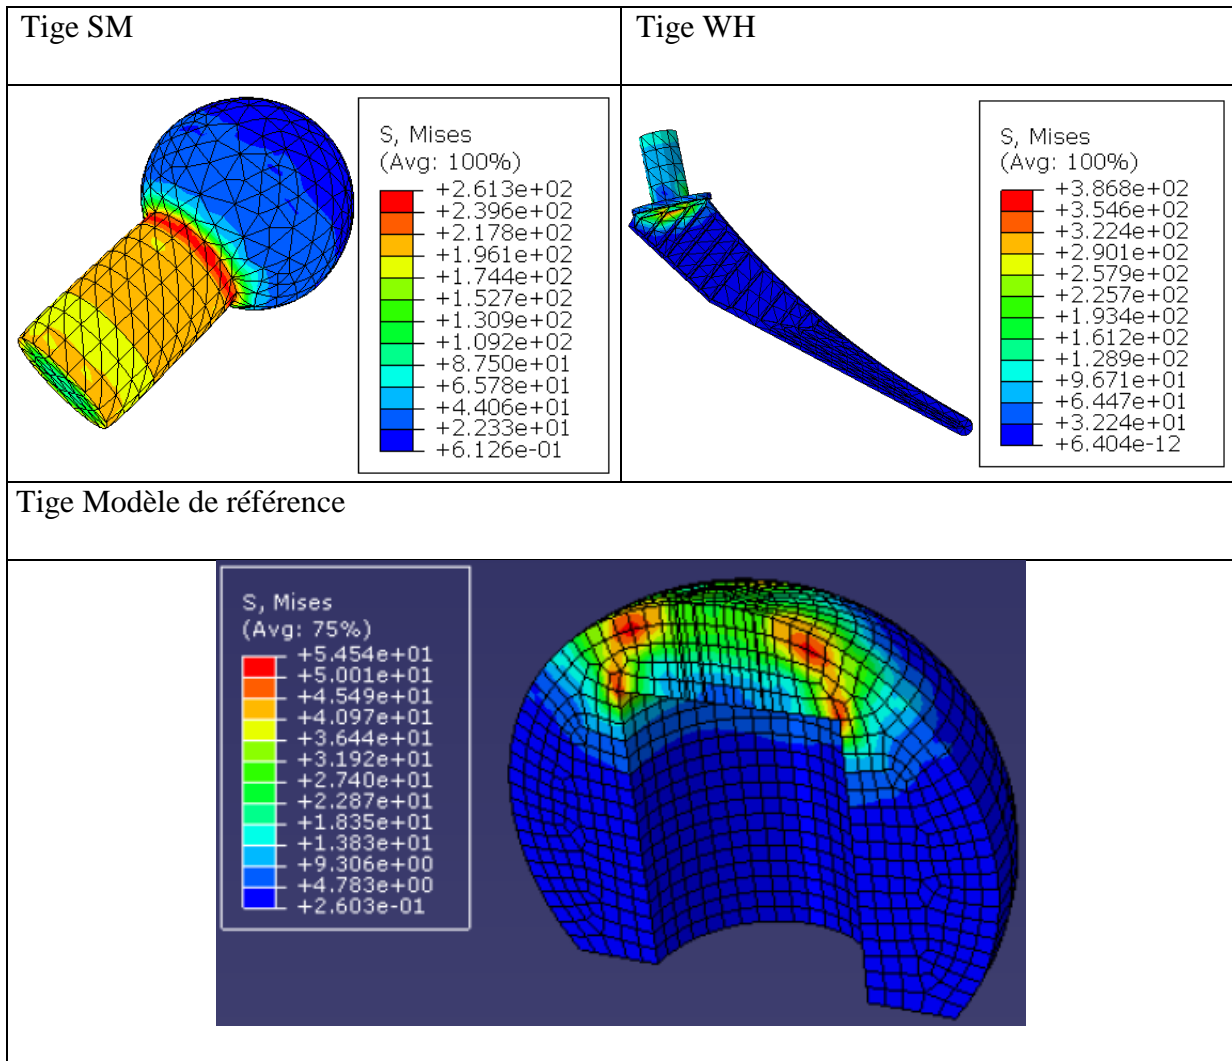 Tige SM
Tige WH
S, Mises
(Avg: 100%)
+2.613e+02
+2.396e+02
+2.178e+02
+1.961e+02
+1.744e+02
+1.527e+02
+1.309e+02
+1.092e+02
+8.750e+01
+6.578e+01
+4.406e+01
+2.233e+01
+6.126e-01
S, Mises
(Avg: 100%)
+3.868e+02
+3.546e+02
+3.224e+02
+2.901e+02
+2.579e+02
+2.257e+02
+1.934e+02
+1.612e+02
+1.289e+02
+9.671e+01
+6.447e+01
+3.224e+01
+6.404e-12
Tige Modèle de référence
S, Mises
(Avg: 75%)
+5.454e+01
+5.001e+01
+4.549e+01
+4.097e+01
+3.644e+01
+3.192e+01
+2.740e+01
+2.287e+01
+1.835e+01
+1.383e+01
+9.306e+00
+4.783e+00
+2.603e-01